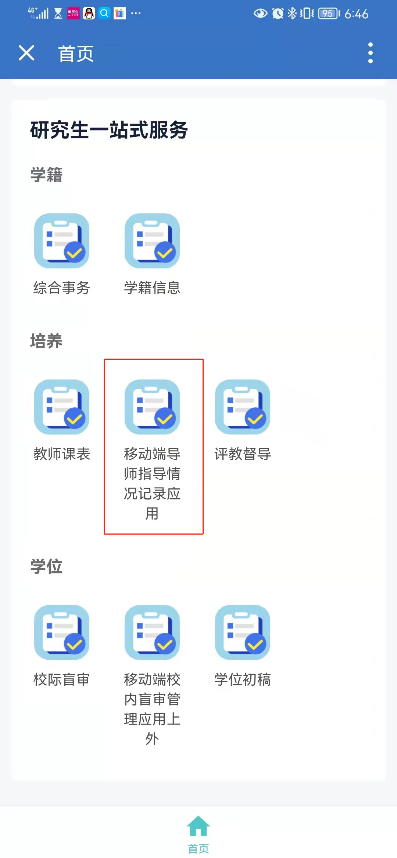 4G 95 6:46
首页
研究生一站式服务
学籍
综合事务 学籍信息
培养
教师课表 移动端导 评教督导
师指导情
况记录应
用
学位
校际盲审 移动端校 学位初稿
内盲审管
理应用上
外
首页